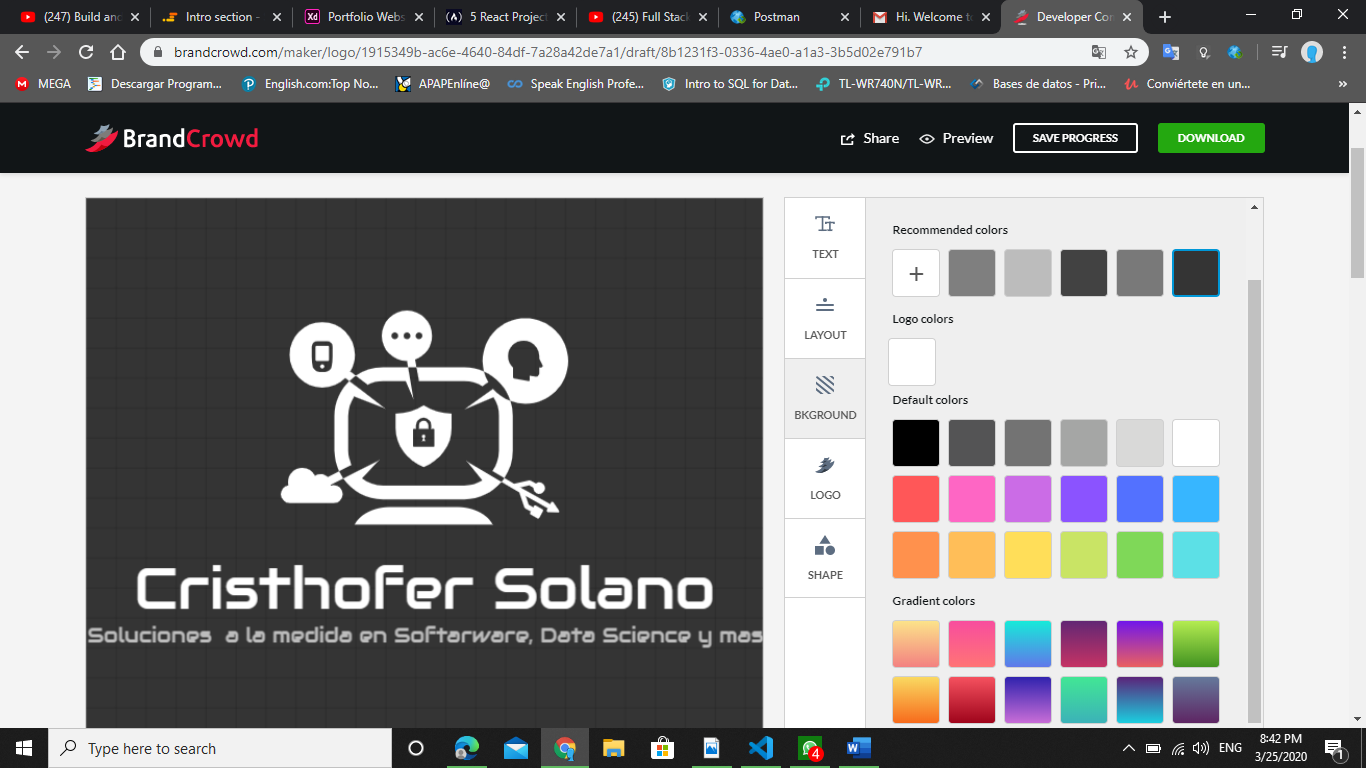 (247) Build and
Intro section -
Xd Portfolio Webs
5 React Project
(245) Full Stack
Postman
Hi. Welcome to
Developer Con
brandcrowd.com/maker/logo/1915349b-ac6e-4640-84df-7a28a42de7a1/draft/8b1231f3-0336-4ae0-a1a3-3b5d02e791b7
MEGA
Descargar Program...
English.com:Top No...
APAPEnlíne@
Speak English Profe...
Intro to SQL for Dat...
TL-WR740N/TL-WR...
Bases de datos - Pri...
Conviértete en un...
BrandCrowd
Share
Preview
SAVE PROGRESS
DOWNLOAD
Cristhofer Solano
Soluciones a la medida en Softarware, Data Science y mas
TEXT
LAYOUT
BKGROUND
LOGO
SHAPE
Recommended colors
Logo colors
Default colors
Gradient colors
Type here to search
4
ENG
8:42 PM
3/25/2020
1